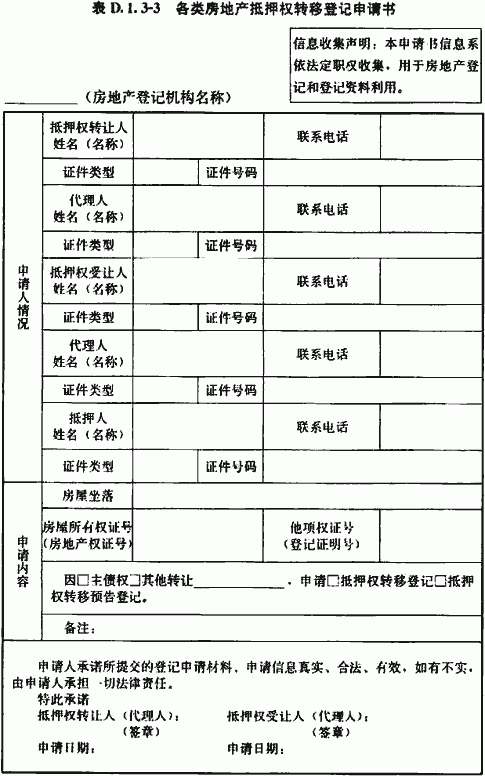 表 D.1.3-3 各类房地产抵押权转移登记申请书
信息收集声明：本申请书信息系
依法定职权收集，用于房地产登
记和登记资料利用。
（房地产登记机构名称）
申请人情况
抵押权转让人
姓名（名称）
联系电话
证件类型 证件号码
代理人
姓名（名称）
联系电话
证件类型 证件号码
抵押权受让人
姓名（名称）
联系电话
证件类型 证件号码
代理人
姓名（名称）
联系电话
证件类型 证件号码
抵押人
姓名（名称）
联系电话
证件类型 证件号码
申请内容
房屋坐落
房屋所有权证号
（房地产权证号）
他项权证号
（登记证明号）
因□主债权□其他转让____________，申请□抵押权转移登记□抵押
权转移预告登记。
备注：
申请人承诺所提交的登记申请材料、申请信息真实、合法、有效，如有不实，
由申请人承担一切法律责任。
特此承诺
抵押权转让人（代理人）： 抵押权受让人（代理人）：
（签章） （签章）
申请日期： 申请日期：